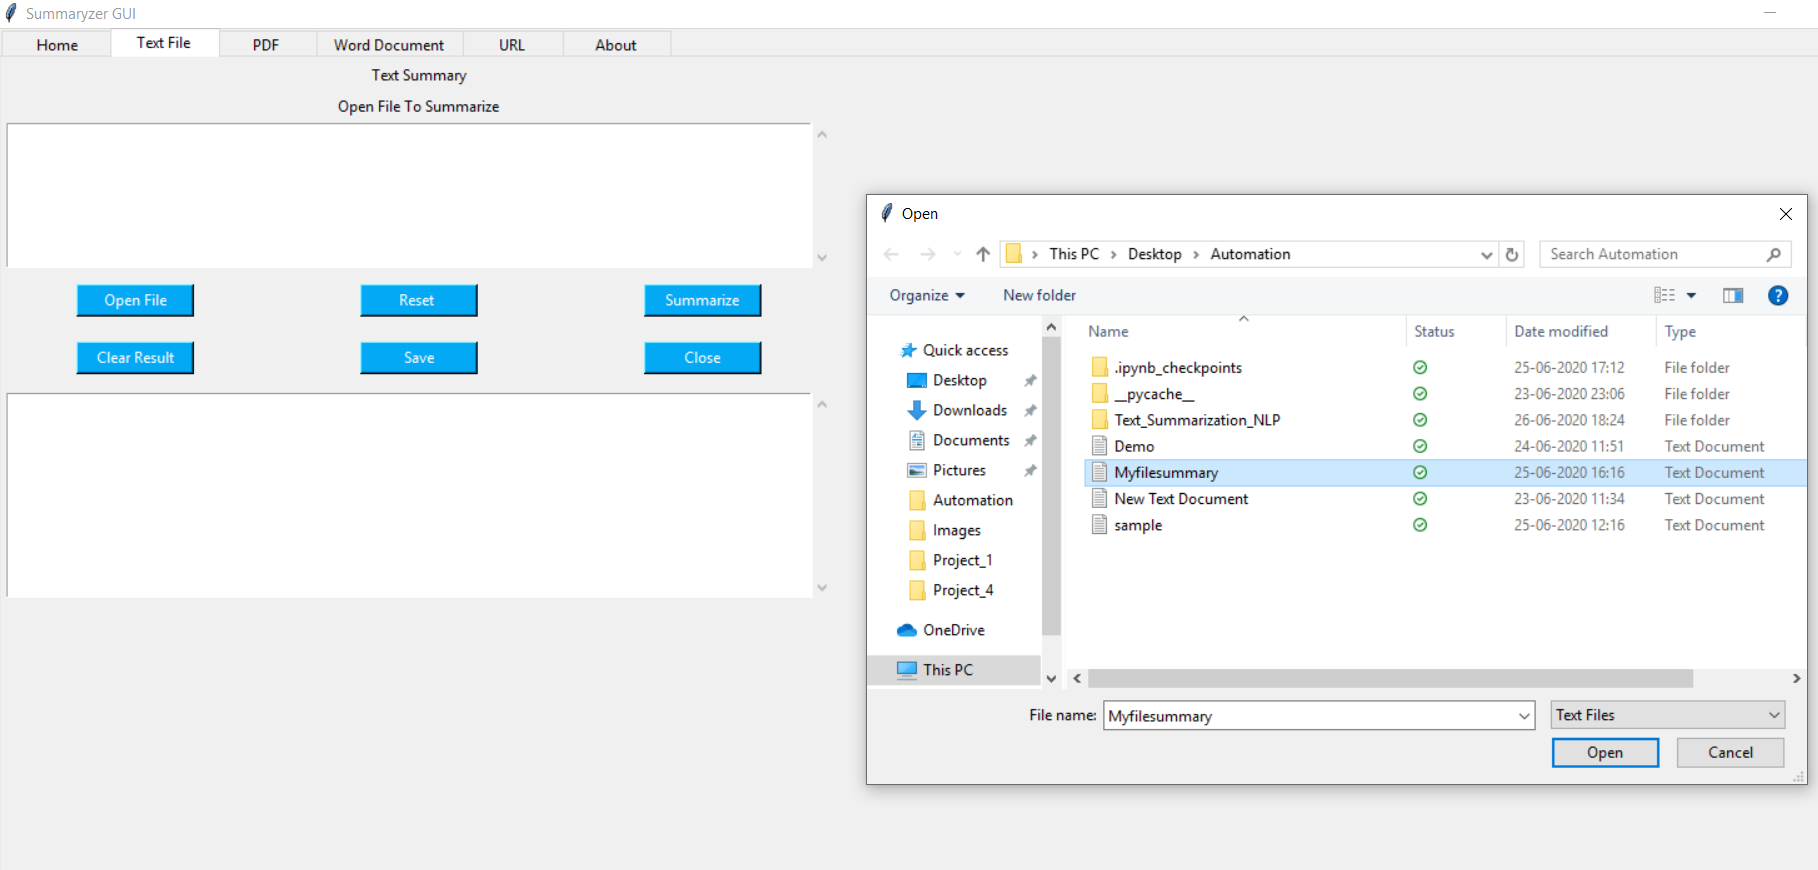 Summaryzer GUI
Home Text File PDF Word Document URL About
Text Summary
Open File To Summarize
Open File Reset Summarize
Clear Result Save Close
Open
This PC Desktop Automation Search Automation
Organize New folder
Quick access
Desktop
Downloads
Documents
Pictures
Automation
Images
Project_1
Project_4
OneDrive
This PC
Name Status Date modified Type
.ipynb_checkpoints 25-06-2020 17:12 File folder
__pycache__ 23-06-2020 23:06 File folder
Text_Summarization_NLP 26-06-2020 18:24 File folder
Demo 24-06-2020 11:51 Text Document
Myfilesummary 25-06-2020 16:16 Text Document
New Text Document 23-06-2020 11:34 Text Document
sample 25-06-2020 12:16 Text Document
File name: Myfilesummary Text Files
Open Cancel